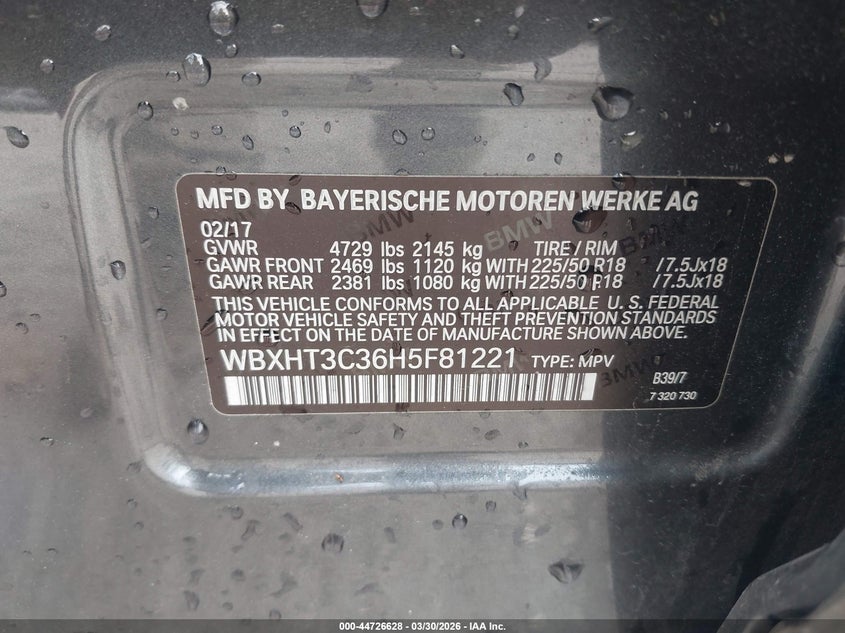 MFD BY BAYERISCHE MOTOREN WERKE AG
02/17
GVWR 4729 lbs 2145 kg TIRE / RIM
GAWR FRONT 2469 lbs 1120 kg WITH 225/50 R18 / 7.5Jx18
GAWR REAR 2381 lbs 1080 kg WITH 225/50 R18 / 7.5Jx18
THIS VEHICLE CONFORMS TO ALL APPLICABLE U. S. FEDERAL
MOTOR VEHICLE SAFETY AND THEFT PREVENTION STANDARDS
IN EFFECT ON THE DATE OF MANUFACTURE SHOWN ABOVE.
WBXHT3C36H5F81221 TYPE: MPV
B39/7
7 320 730
BMW
BMW
BMW
BMW
000-44726628 - 03/30/2026 - IAA Inc.